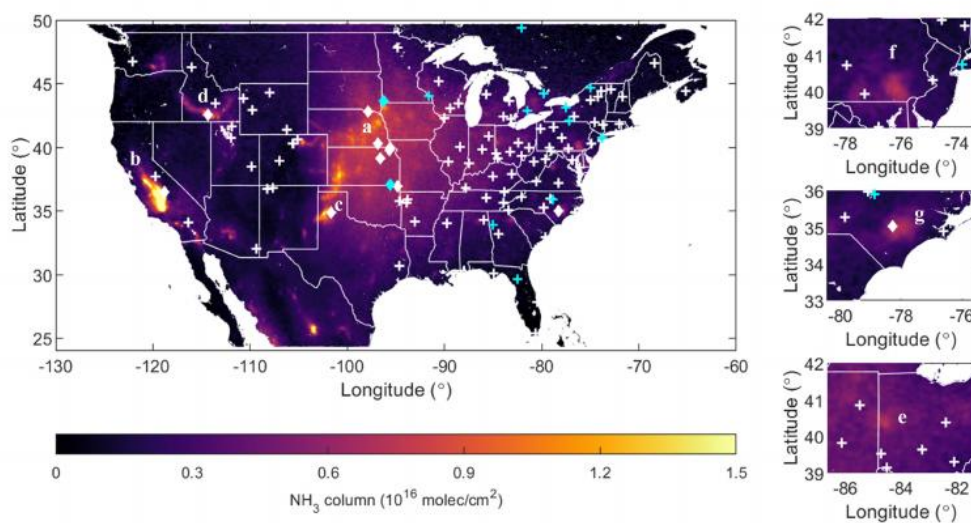 50
45
40
35
30
25
Latitude (°)
a
b
c
d
-130
-120
-110
-100
-90
-80
-70
-60
Longitude (°)
0
0.3
0.6
0.9
1.2
1.5
NH3 column (10^16 molec/cm^2)
42
41
40
39
Latitude (°)
f
-78
-76
-74
-72
Longitude (°)
36
35
34
33
Latitude (°)
g
-80
-78
-76
Longitude (°)
42
41
40
39
Latitude (°)
e
-86
-84
-82
Longitude (°)